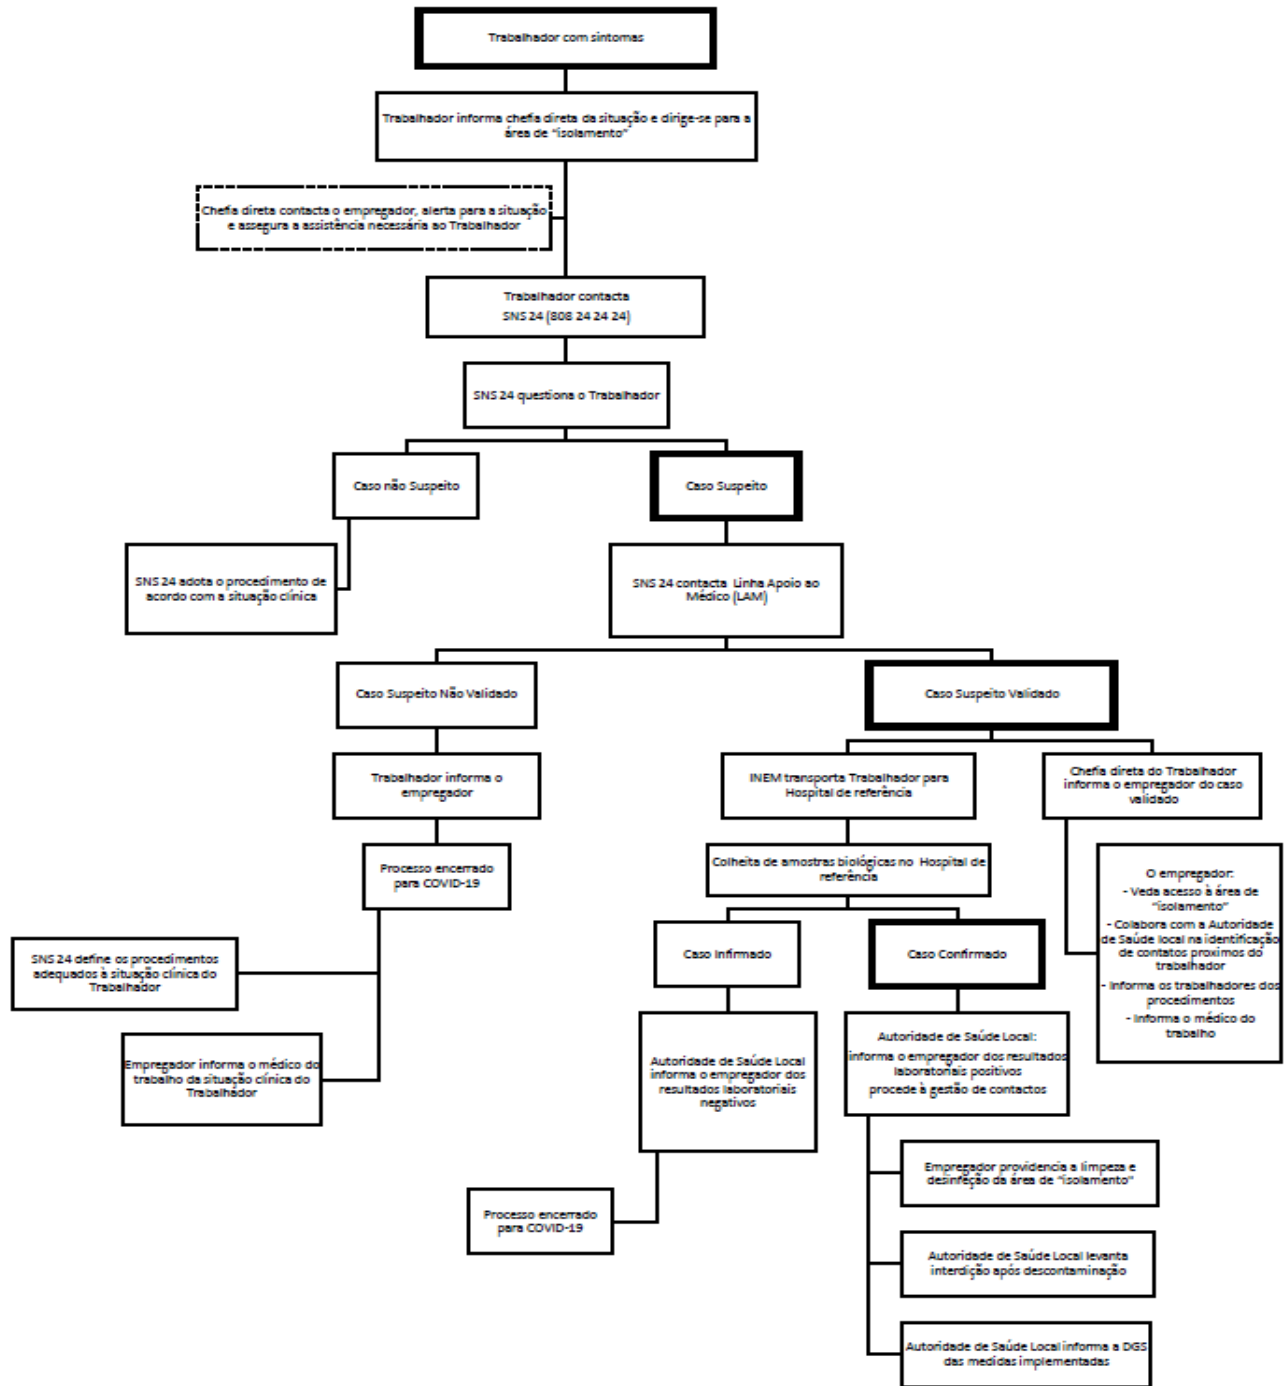 Trabalhador com sintomas
Trabalhador informa chefia direta da situação e dirige-se para a
área de "isolamento"
Chefia direta contacta o empregador, alerta para a situação
e assegura a assistência necessária ao Trabalhador
Trabalhador contacta
SNS 24 (808 24 24 24)
SNS 24 questiona o Trabalhador
Caso não Suspeito
Caso Suspeito
SNS 24 adota o procedimento de
acordo com a situação clínica
SNS 24 contacta Linha Apoio ao
Médico (LAM)
Caso Suspeito Não Validado
Caso Suspeito Validado
Trabalhador informa o
empregador
INEM transporta Trabalhador para
Hospital de referência
Chefia direta do Trabalhador
informa o empregador do caso
validado
Processo encerrado
para COVID-19
Colheita de amostras biológicas no Hospital de
referência
O empregador:
- Veda acesso à área de
"isolamento"
- Colabora com a Autoridade
de Saúde local na identificação
de contatos proximos do
trabalhador
- Informa os trabalhadores dos
procedimentos
- Informa o médico do
trabalho
SNS 24 define os procedimentos
adequados à situação clínica do
Trabalhador
Caso Infirmado
Caso Confirmado
Empregador informa o médico do
trabalho da situação clínica do
Trabalhador
Autoridade de Saúde Local
informa o empregador dos
resultados laboratoriais
negativos
Autoridade de Saúde Local:
informa o empregador dos resultados
laboratoriais positivos
procede à gestão de contactos
Processo encerrado
para COVID-19
Empregador providencia a limpeza e
desinfeção da área de "isolamento"
Autoridade de Saúde Local levanta
interdição após descontaminação
Autoridade de Saúde Local informa a DGS
das medidas implementadas